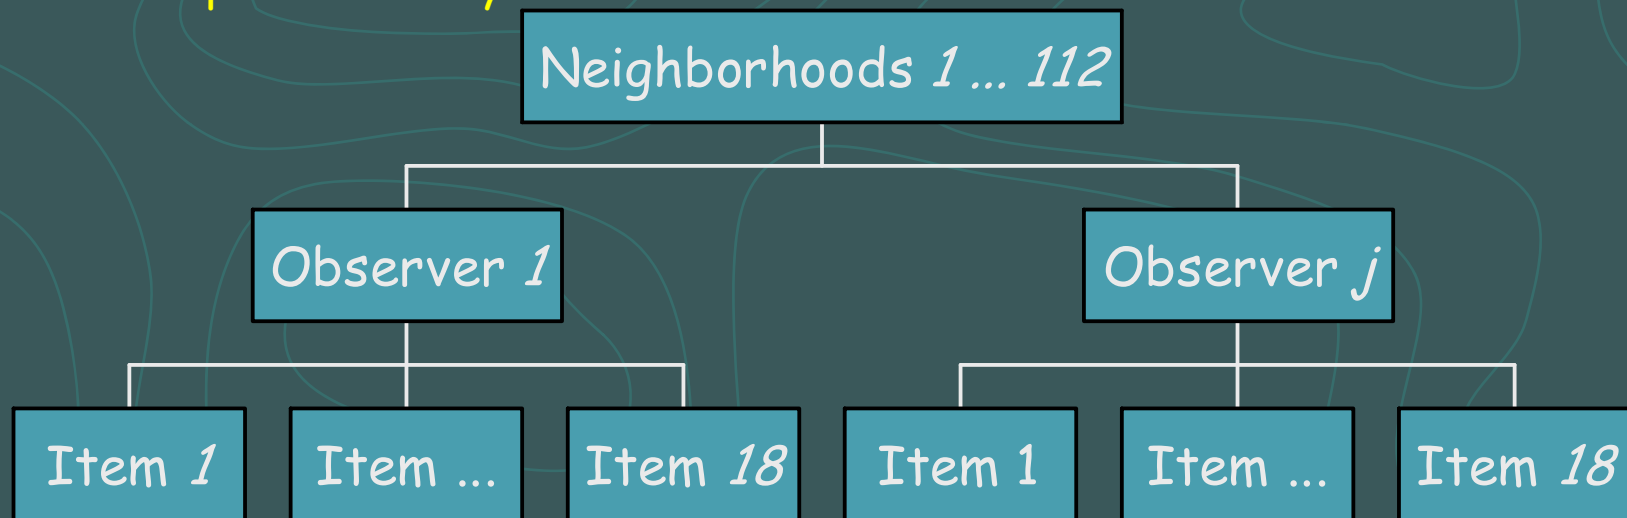 Neighborhoods 1 ... 112
Observer 1
Observer j
Item 1
Item ...
Item 18
Item 1
Item ...
Item 18